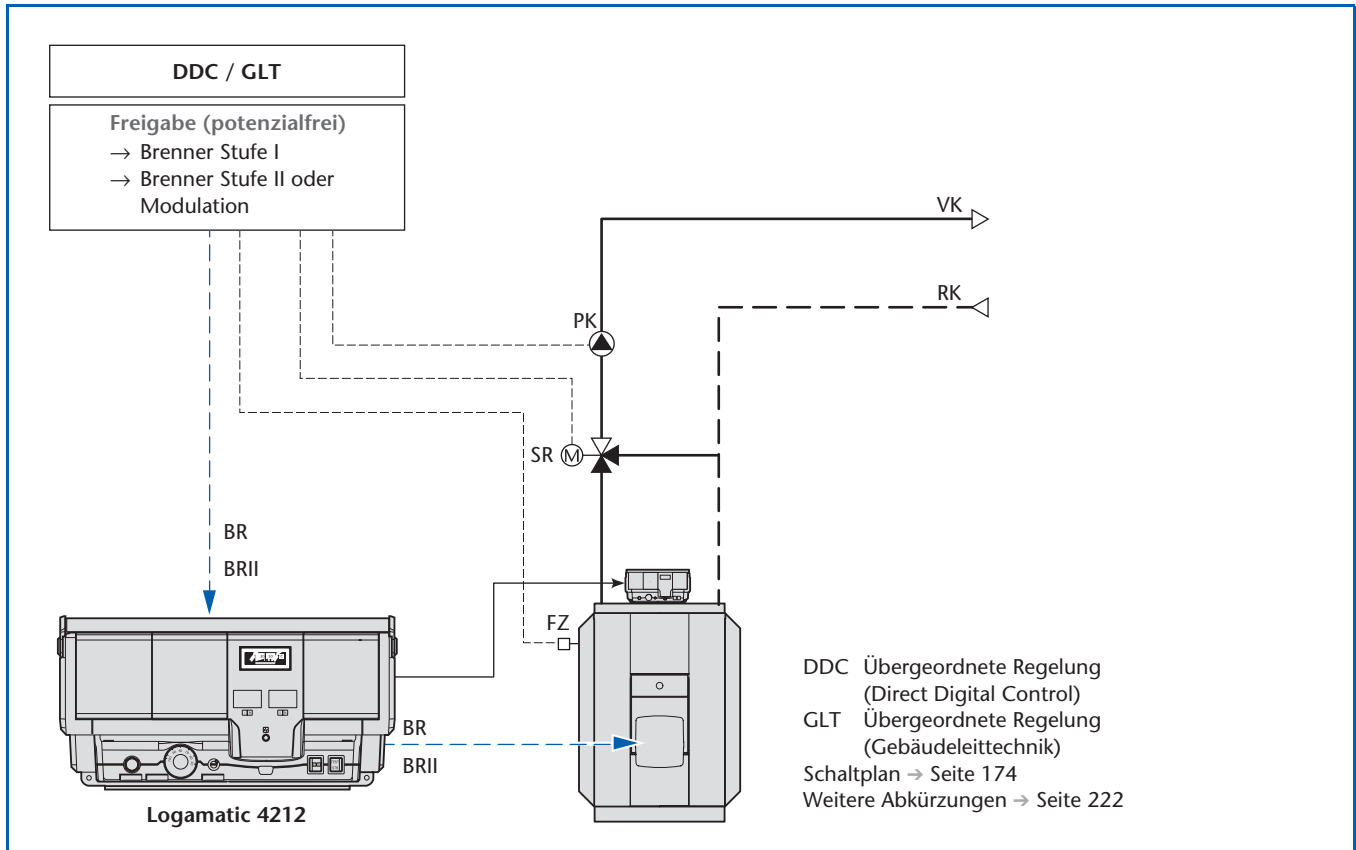 DDC / GLT
Freigabe (potenzialfrei)
→ Brenner Stufe I
→ Brenner Stufe II oder
Modulation
VK
RK
PK
SR
M
BR
BRII
FZ
BR
BRII
Logamatic 4212
DDC Übergeordnete Regelung
(Direct Digital Control)
GLT Übergeordnete Regelung
(Gebäudeleittechnik)
Schaltplan → Seite 174
Weitere Abkürzungen → Seite 222